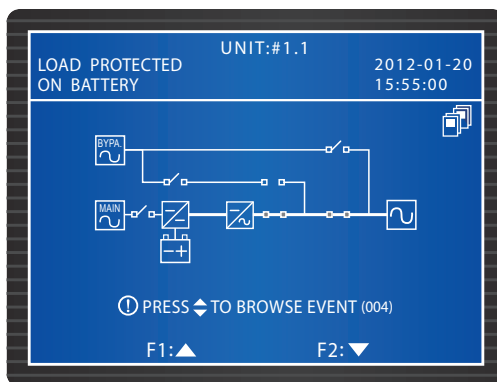 UNIT:#1.1
LOAD PROTECTED
ON BATTERY
2012-01-20
15:55:00
BYPA.
MAIN
PRESS TO BROWSE EVENT (004)
F1: F2: